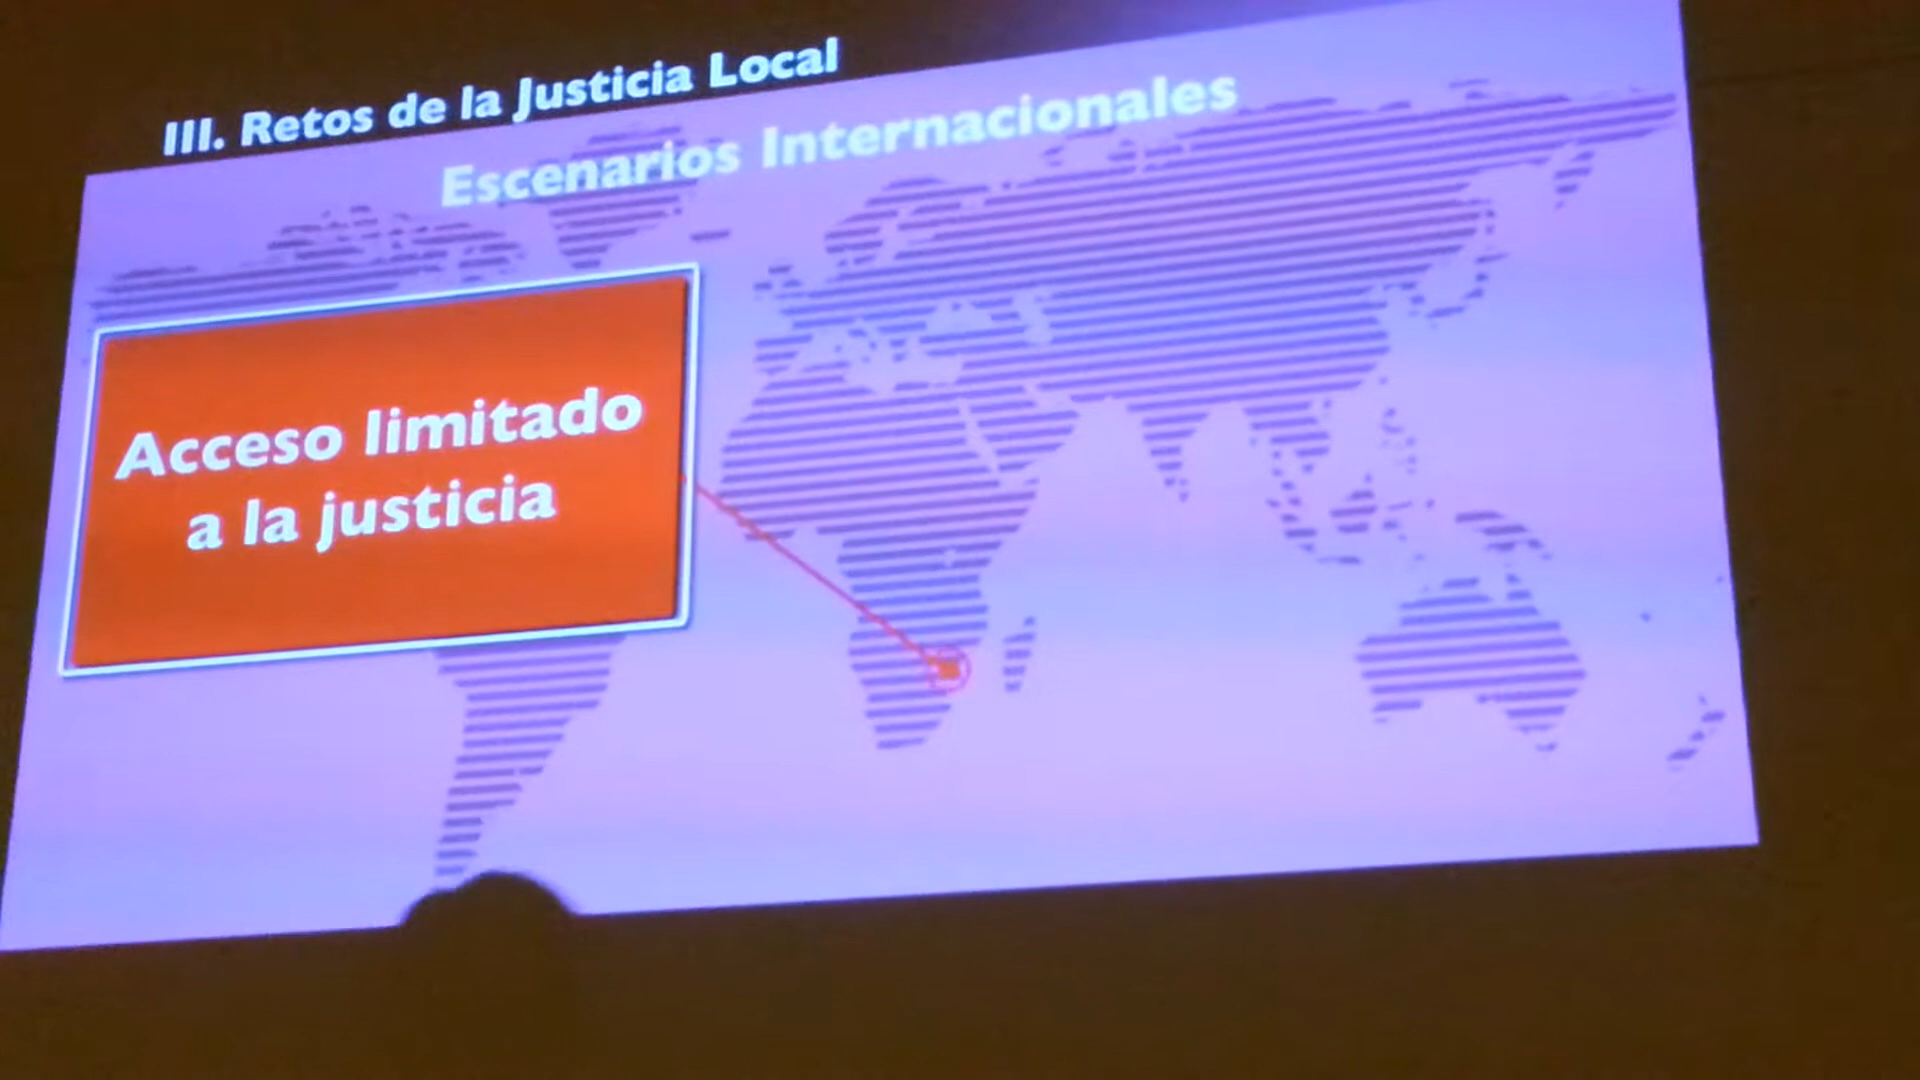 III. Retos de la Justicia Local
Escenarios Internacionales
Acceso limitado
a la justicia